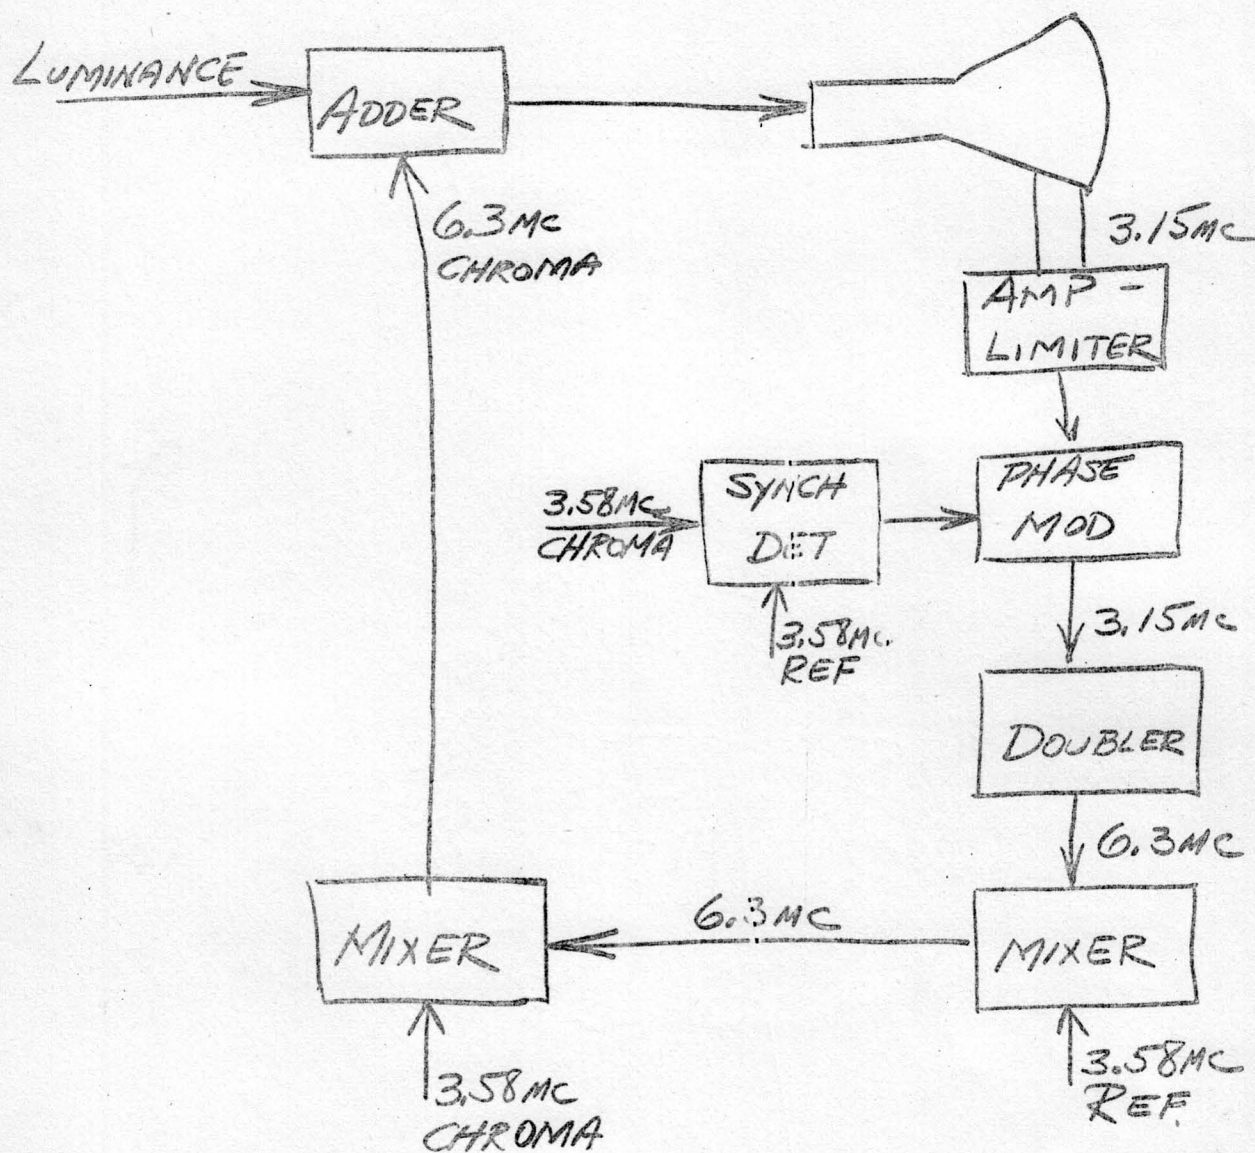 LUMINANCE
ADDER
6.3MC
CHROMA
3.15MC
AMP -
LIMITER
3.58MC
CHROMA
SYNCH
DET
PHASE
MOD
3.58MC.
REF
3.15MC
DOUBLER
6.3MC
MIXER
6.3MC
MIXER
3.58MC
CHROMA
3.58MC
REF.